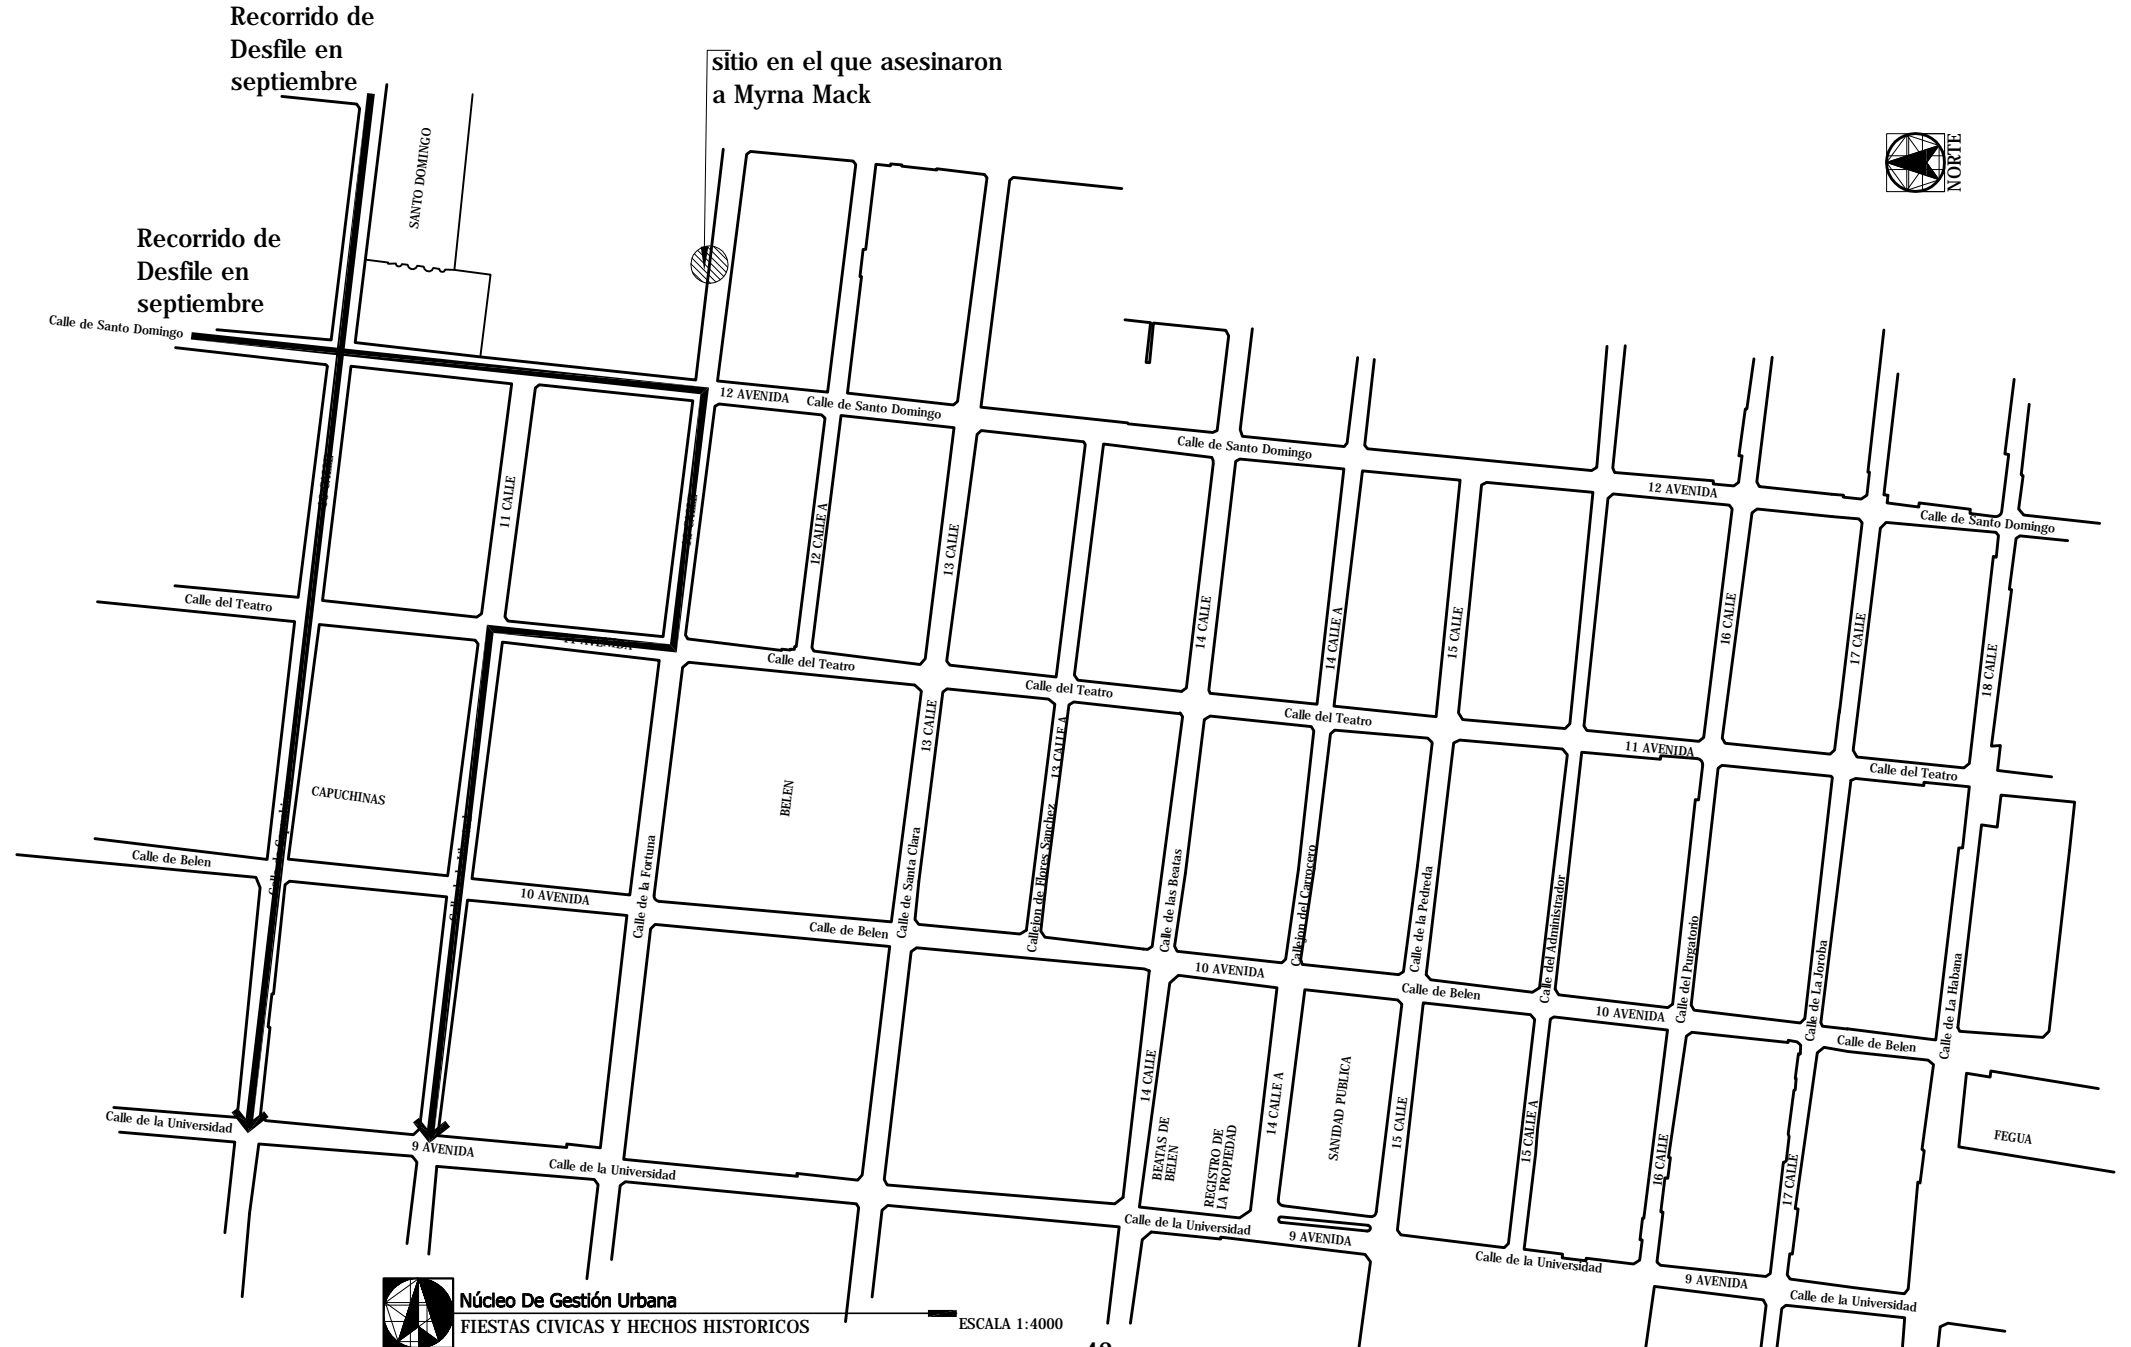 Recorrido de
Desfile en
septiembre
sitio en el que asesinaron
a Myrna Mack
NORTE
SANTO DOMINGO
Recorrido de
Desfile en
septiembre
Calle de Santo Domingo
12 AVENIDA
Calle de Santo Domingo
Calle de Santo Domingo
12 AVENIDA
Calle de Santo Domingo
11 CALLE
12 CALLE A
13 CALLE
14 CALLE
14 CALLE A
15 CALLE
16 CALLE
17 CALLE
18 CALLE
Calle del Teatro
11 AVENIDA
Calle del Teatro
Calle del Teatro
Calle del Teatro
11 AVENIDA
Calle del Teatro
CAPUCHINAS
BELEN
13 CALLE
13 CALLE A
Calle de la Fortuna
Calle de Santa Clara
Callejon de Flores Sanchez
Calle de las Beatas
Callejon del Carrocero
Calle de la Pedreda
Calle del Administrador
Calle del Purgatorio
Calle de La Joroba
Calle de La Habana
Calle de Belen
10 AVENIDA
Calle de Belen
10 AVENIDA
Calle de Belen
10 AVENIDA
Calle de Belen
14 CALLE
BEATAS DE
BELEN
REGISTRO DE
LA PROPIEDAD
14 CALLE A
SANIDAD PUBLICA
15 CALLE
15 CALLE A
16 CALLE
17 CALLE
FEGUA
Calle de la Universidad
9 AVENIDA
Calle de la Universidad
Calle de la Universidad
9 AVENIDA
Calle de la Universidad
9 AVENIDA
Calle de la Universidad
Núcleo De Gestión Urbana
FIESTAS CIVICAS Y HECHOS HISTORICOS
ESCALA 1:4000